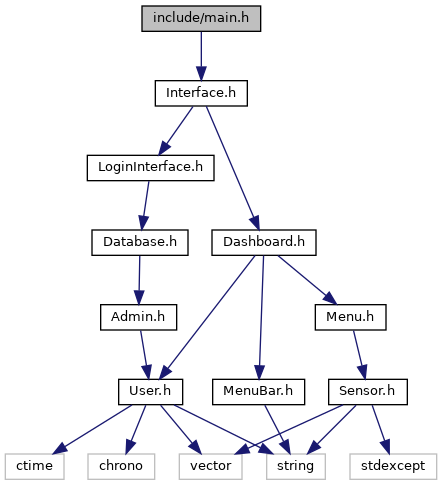 include/main.h
Interface.h
LoginInterface.h
Database.h
Dashboard.h
Admin.h
Menu.h
User.h
MenuBar.h
Sensor.h
ctime
chrono
vector
string
stdexcept